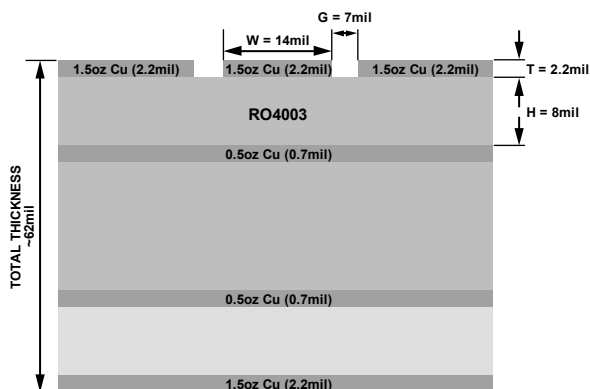 G = 7mil
W = 14mil
1.5oz Cu (2.2mil)
1.5oz Cu (2.2mil)
1.5oz Cu (2.2mil)
T = 2.2mil
RO4003
H = 8mil
0.5oz Cu (0.7mil)
TOTAL THICKNESS
~62mil
0.5oz Cu (0.7mil)
1.5oz Cu (2.2mil)